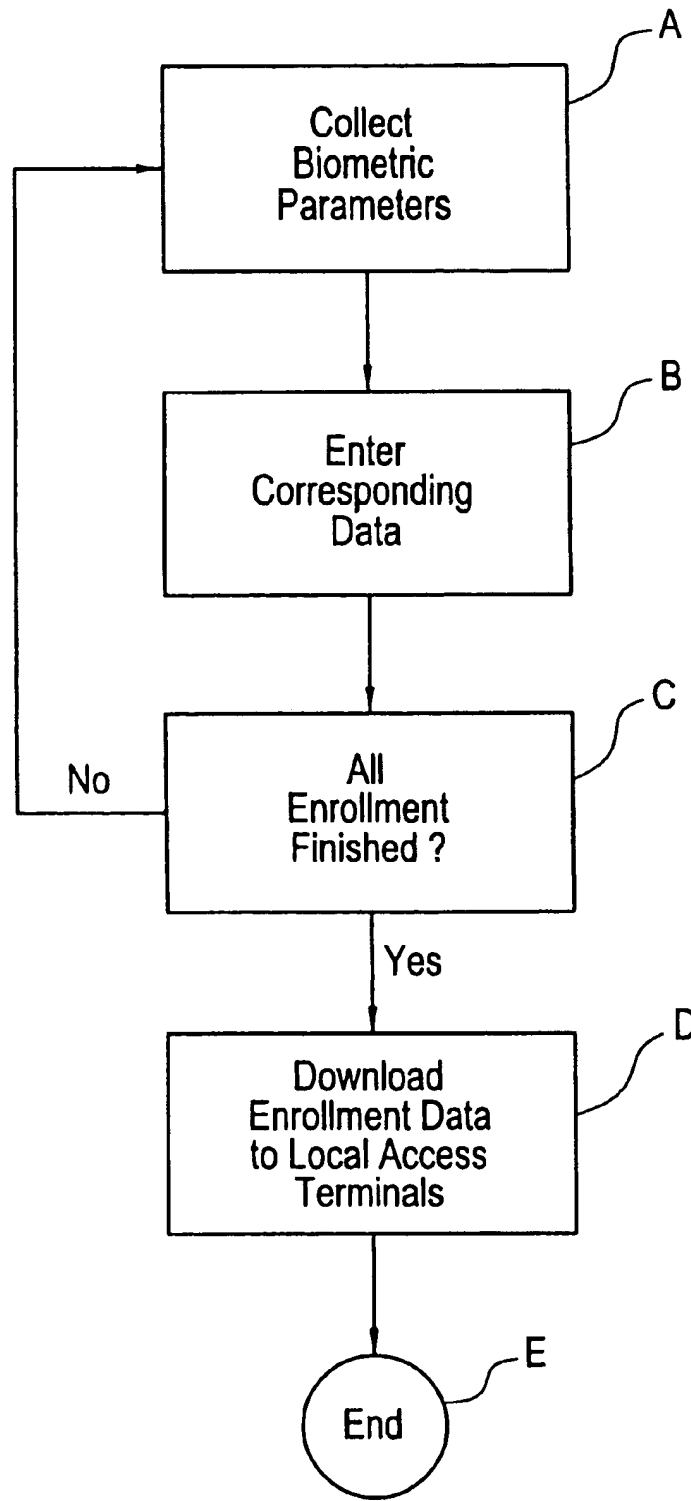 A
Collect
Biometric
Parameters
B
Enter
Corresponding
Data
C
All
Enrollment
Finished ?
No
Yes
D
Download
Enrollment Data
to Local Access
Terminals
E
End